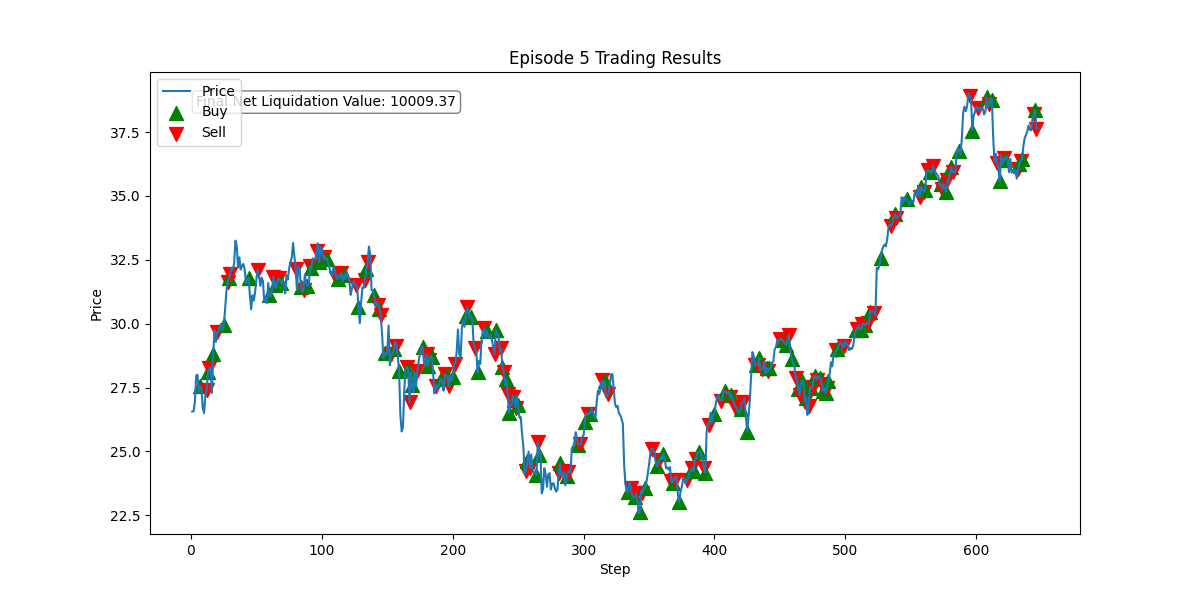 Episode 5 Trading Results
Final Net Liquidation Value: 10009.37
Price
Buy
Sell
Price
37.5
35.0
32.5
30.0
27.5
25.0
22.5
0 100 200 300 400 500 600
Step